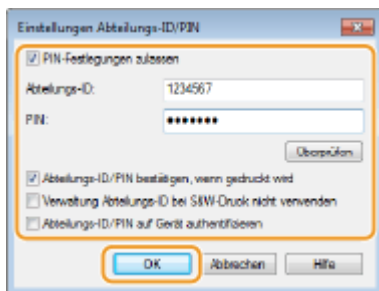 Einstellungen Abteilungs-ID/PIN
PIN-Festlegungen zulassen
Abteilungs-ID: 1234567
PIN: •••••••
Überprüfen
Abteilungs-ID/PIN bestätigen, wenn gedruckt wird
Verwaltung Abteilungs-ID bei S&W-Druck nicht verwenden
Abteilungs-ID/PIN auf Gerät authentifizieren
OK Abbrechen Hilfe